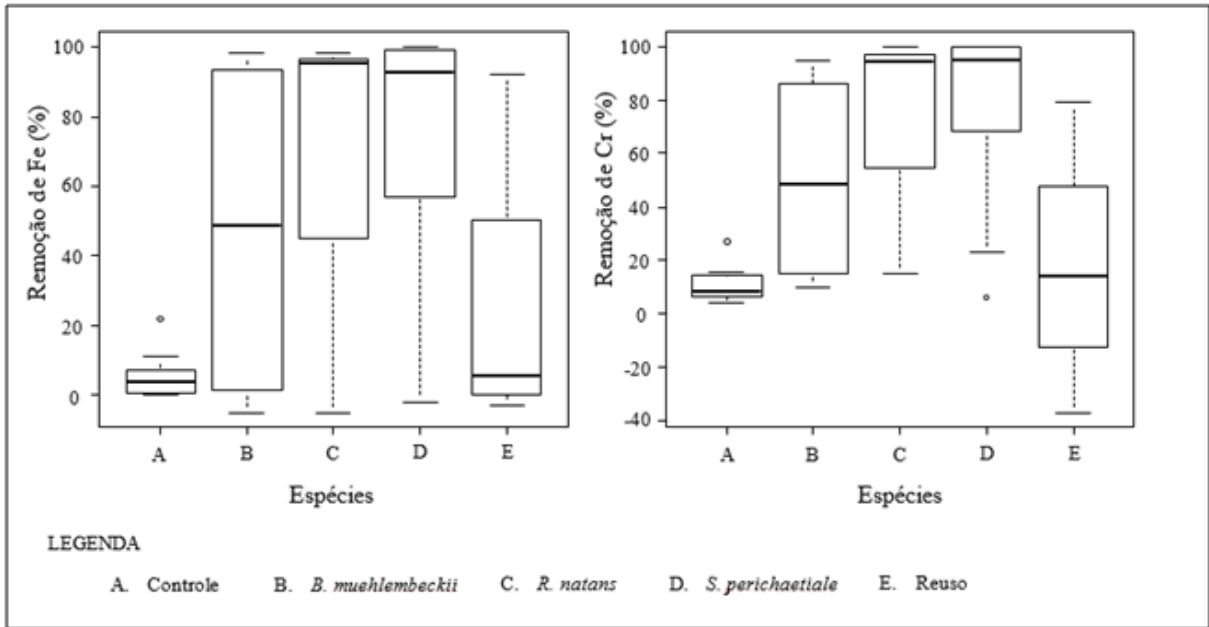 Remoção de Fe (%)
100
80
60
40
20
0
A
B
C
D
E
Espécies
Remoção de Cr (%)
100
80
60
40
20
0
-20
-40
A
B
C
D
E
Espécies
LEGENDA
A. Controle B. B. muehlembeckii C. R. natans D. S. perichaetiale E. Reuso